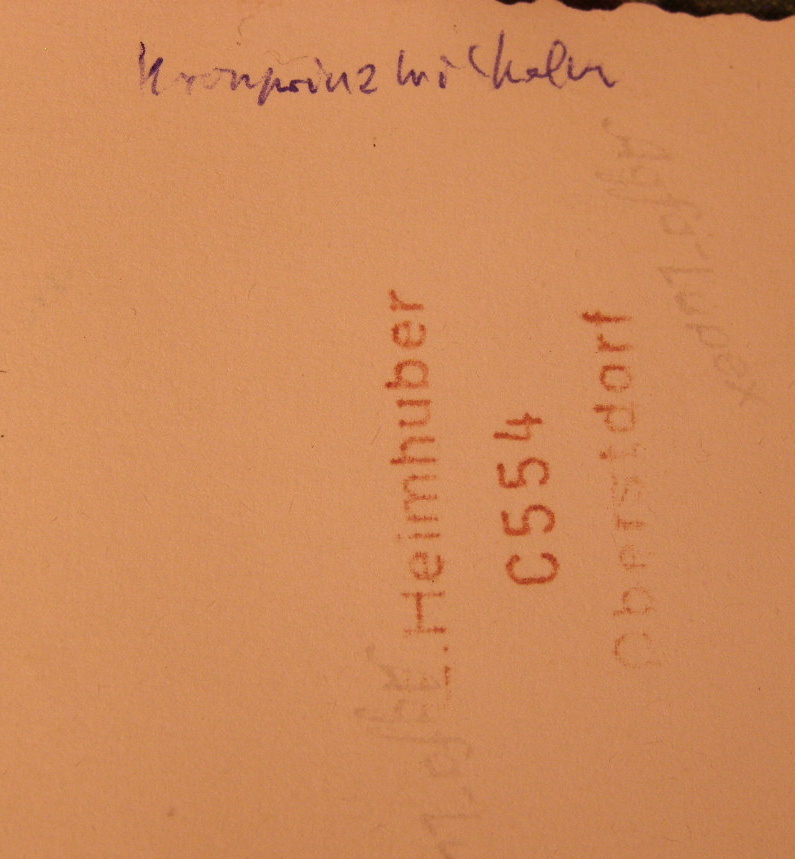 Kronprinz Wilhelm
. Heimhuber
C554
Oberstdorf